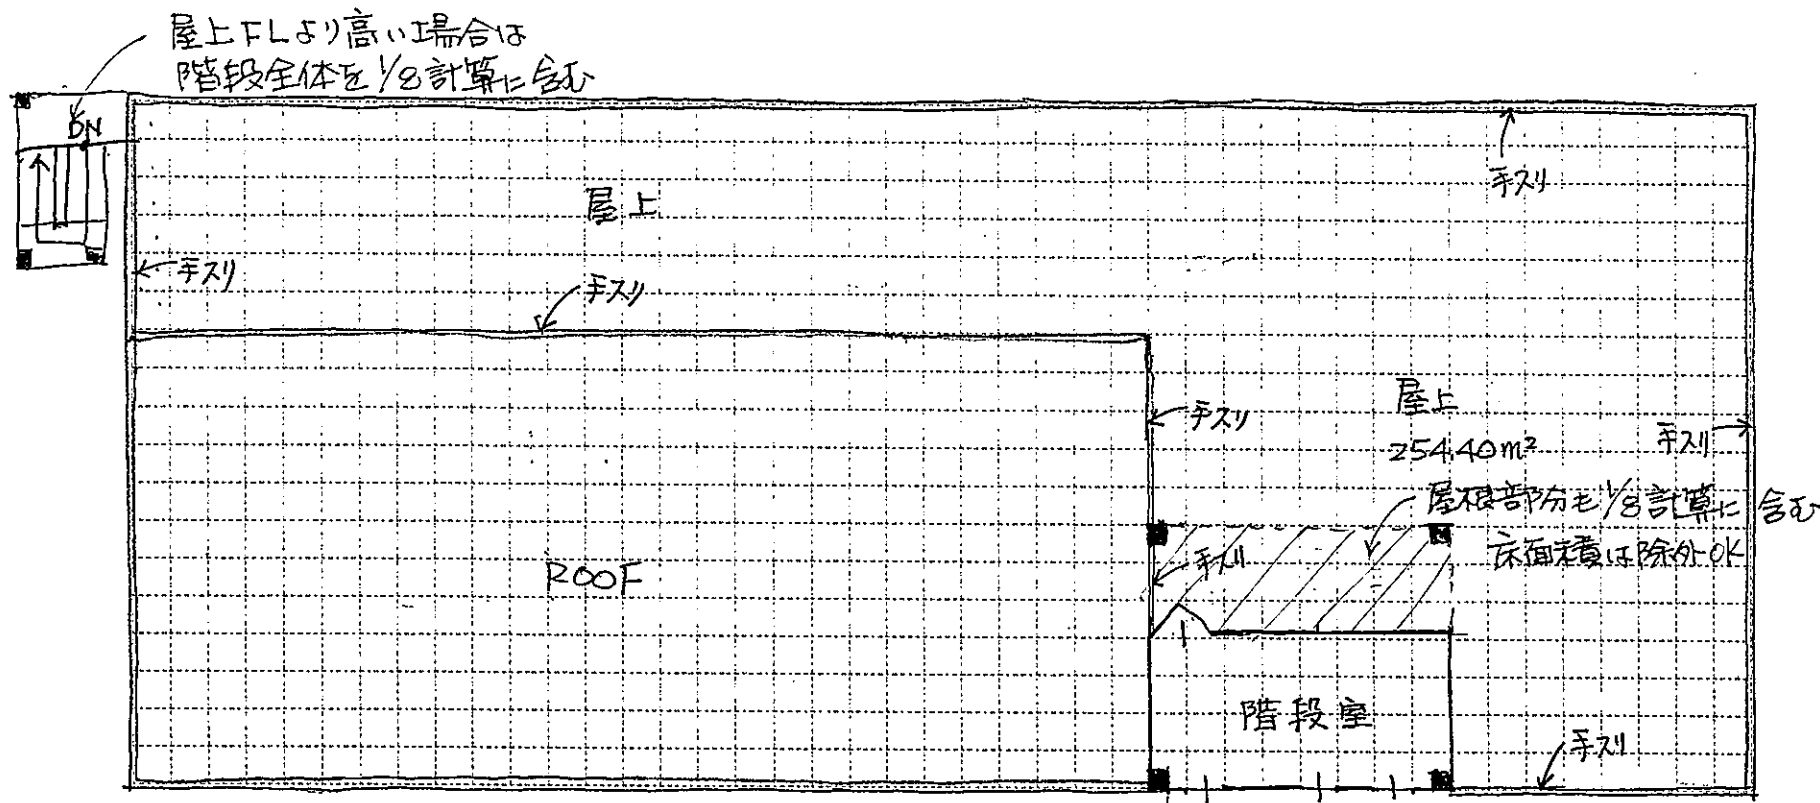 屋上FLより高い場合は
階段全体を1/8計算に含む
DN
手スリ
屋上
手スリ
手スリ
屋上
手スリ
254.40m²
手スリ
屋根部分も1/8計算に含む
床面積は除外OK
手スリ
ROOF
階段室
手スリ